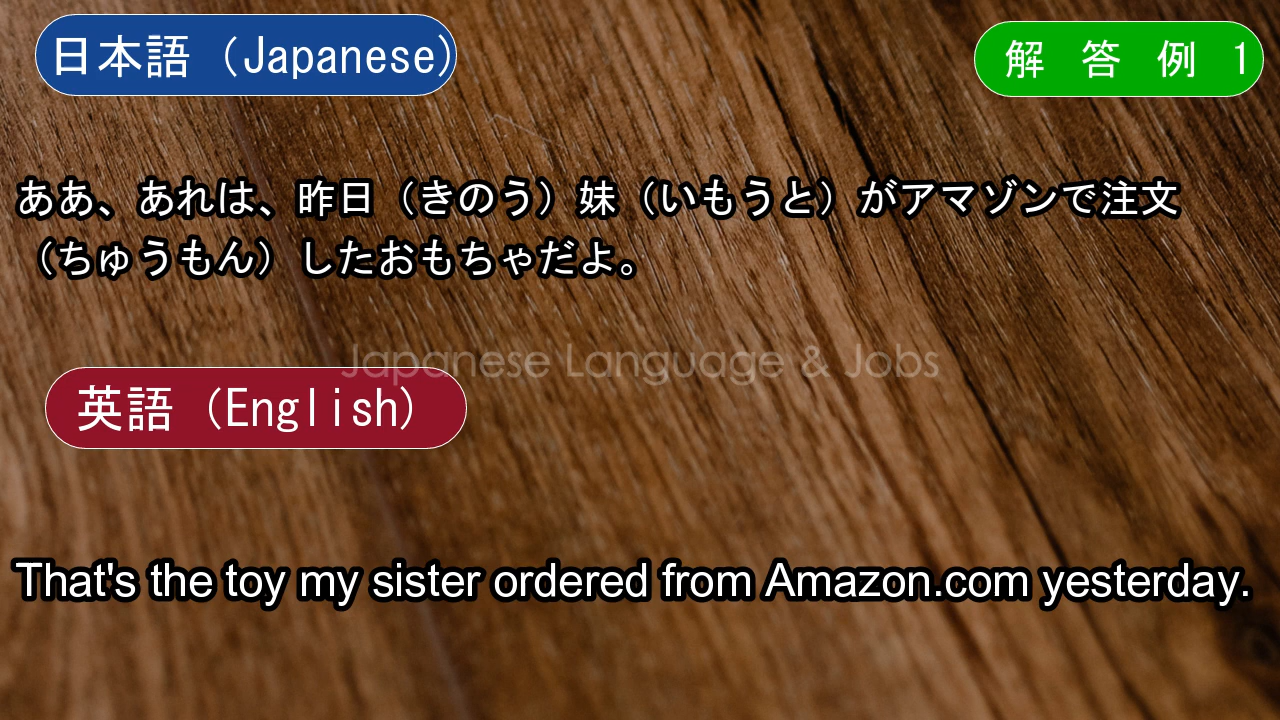 日本語（Japanese）
解 答 例 1
ああ、あれは、昨日（きのう）妹（いもうと）がアマゾンで注文
（ちゅうもん）したおもちゃだよ。
Japanese Language & Jobs
英語（English）
That's the toy my sister ordered from Amazon.com yesterday.